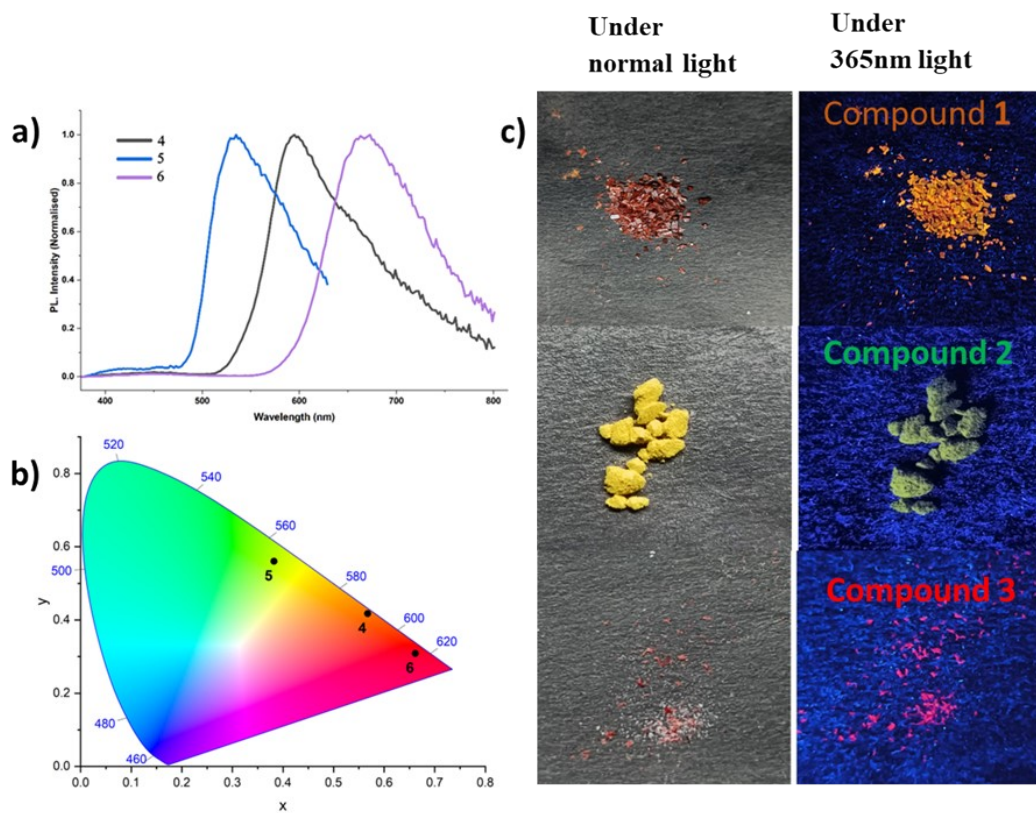 Under
normal light
Under
365nm light
a)
4
5
6
PL. Intensity (Normalised)
1.0
0.8
0.6
0.4
0.2
0.0
400
500
600
700
800
Wavelength (nm)
b)
y
0.8
0.6
0.4
0.2
0.0
520
540
560
580
600
620
500
480
460
5
4
6
0.0
0.1
0.2
0.3
0.4
0.5
0.6
0.7
0.8
x
c)
Compound 1
Compound 2
Compound 3